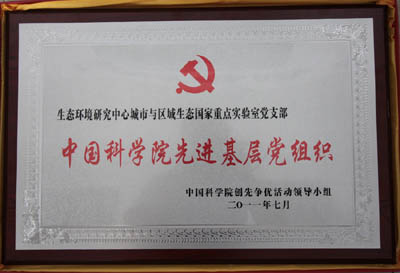 生态环境研究中心城市与区域生态国家重点实验室党支部
中国科学院先进基层党组织
中国科学院创先争优活动领导小组
二〇一一年七月